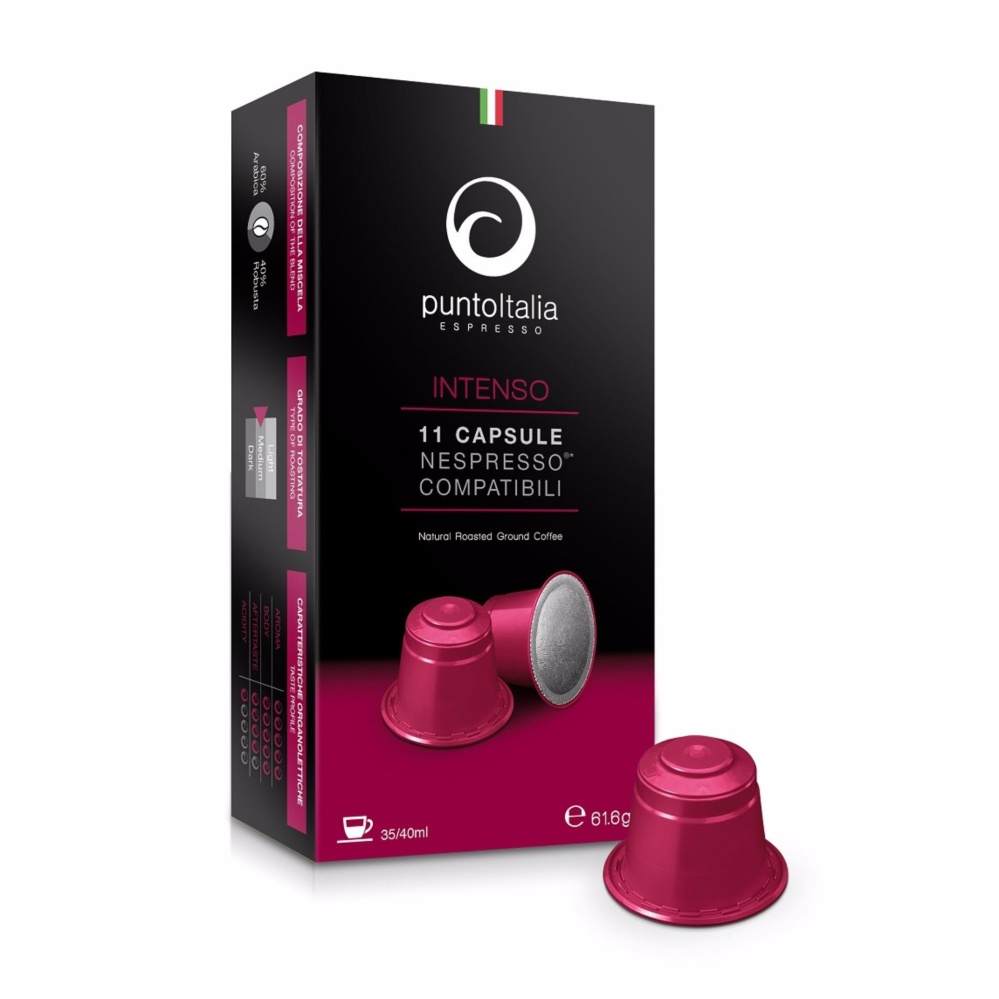 puntoItalia
ESPRESSO
INTENSO
11 CAPSULE
NESPRESSO®*
COMPATIBILI
Natural Roasted Ground Coffee
35/40ml
℮ 61.6g
COMPOSIZIONE DELLA MISCELA
COMPOSITION OF THE BLEND
60%
Arabica
40%
Robusta
GRADO DI TOSTATURA
TYPE OF ROASTING
Light
Medium
Dark
CARATTERISTICHE ORGANOLETTICHE
TASTE PROFILE
AROMA
BODY
AFTERTASTE
ACIDITY